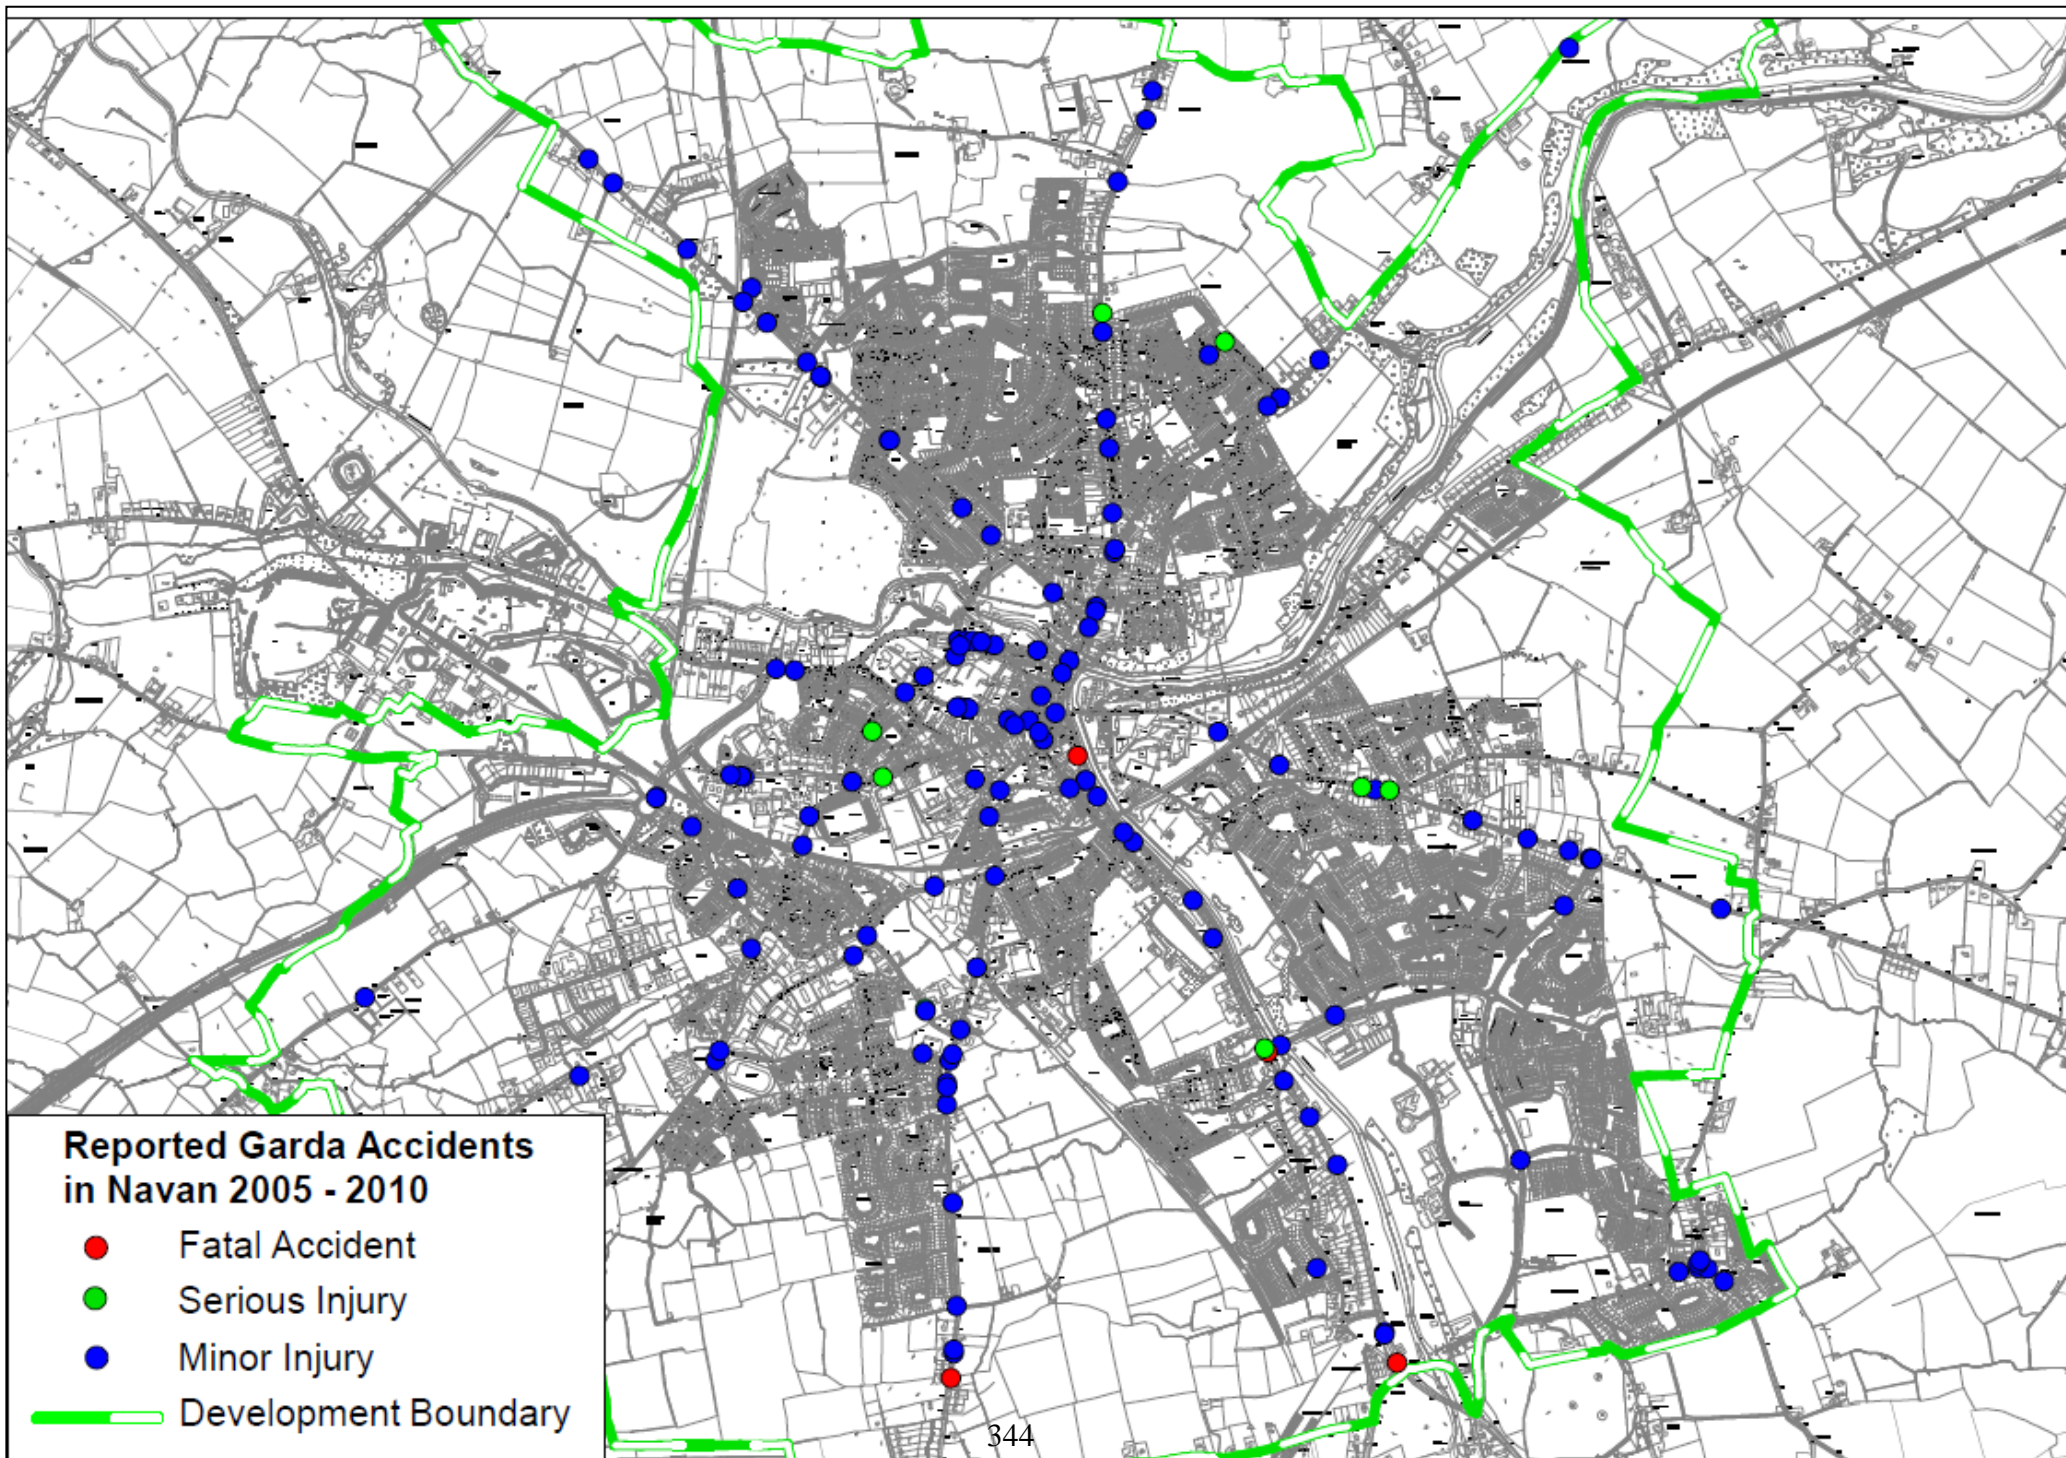 Reported Garda Accidents
in Navan 2005 - 2010
Fatal Accident
Serious Injury
Minor Injury
Development Boundary
344